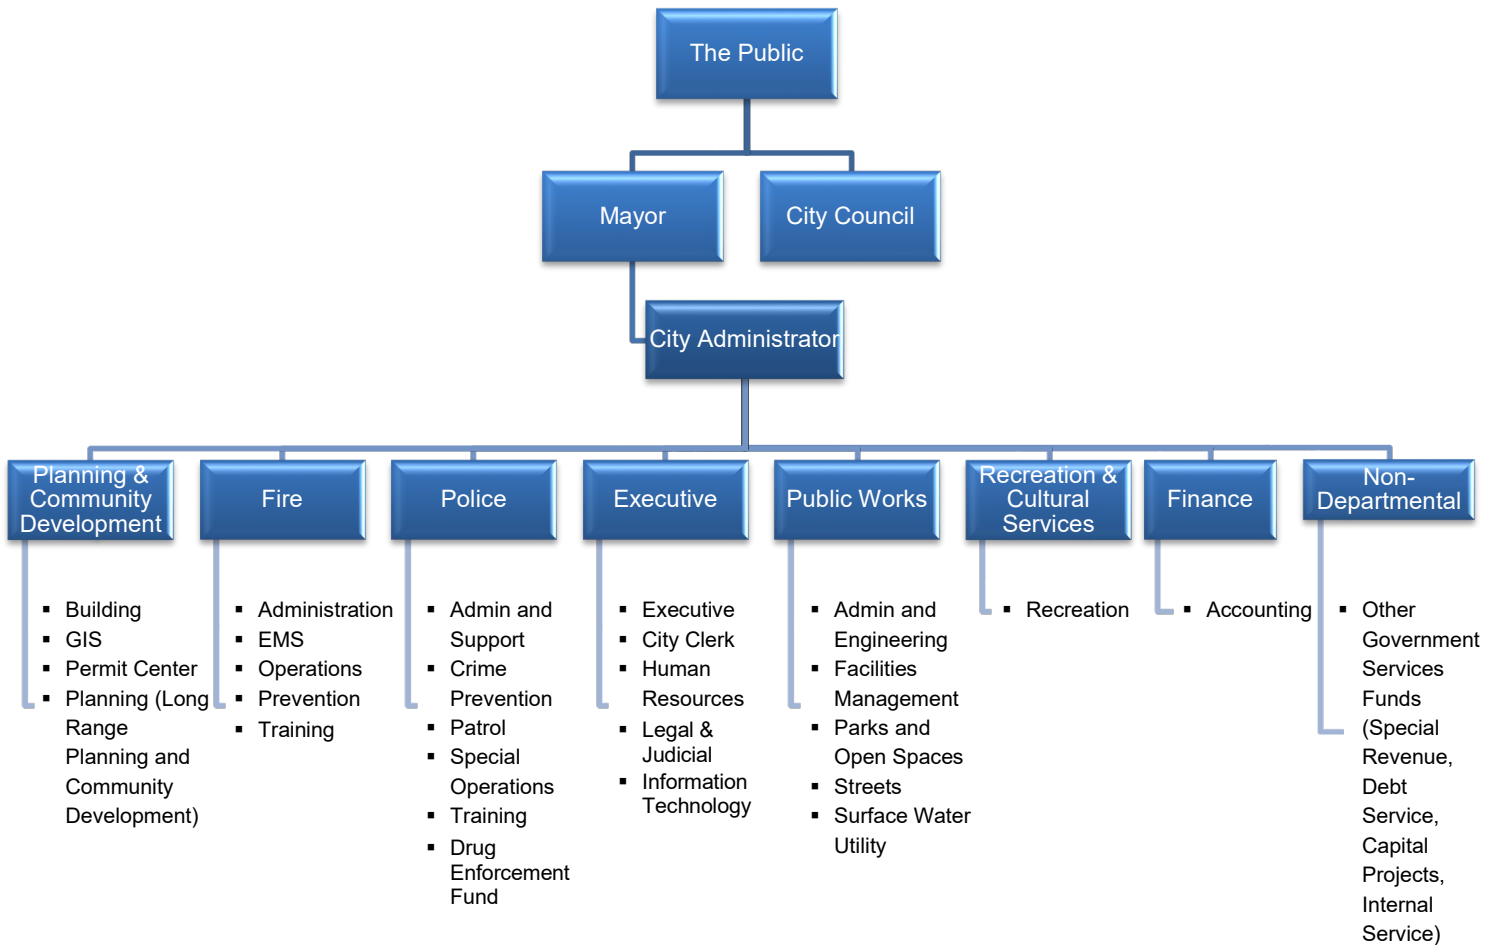 The Public
Mayor
City Council
City Administrator
Planning &
Community
Development
Fire
Police
Executive
Public Works
Recreation &
Cultural
Services
Finance
Non-
Departmental
▪ Building
▪ GIS
▪ Permit Center
▪ Planning (Long
Range
Planning and
Community
Development)
▪ Administration
▪ EMS
▪ Operations
▪ Prevention
▪ Training
▪ Admin and
Support
▪ Crime
Prevention
▪ Patrol
▪ Special
Operations
▪ Training
▪ Drug
Enforcement
Fund
▪ Executive
▪ City Clerk
▪ Human
Resources
▪ Legal &
Judicial
▪ Information
Technology
▪ Admin and
Engineering
▪ Facilities
Management
▪ Parks and
Open Spaces
▪ Streets
▪ Surface Water
Utility
▪ Recreation
▪ Accounting
▪ Other
Government
Services
Funds
(Special
Revenue,
Debt
Service,
Capital
Projects,
Internal
Service)